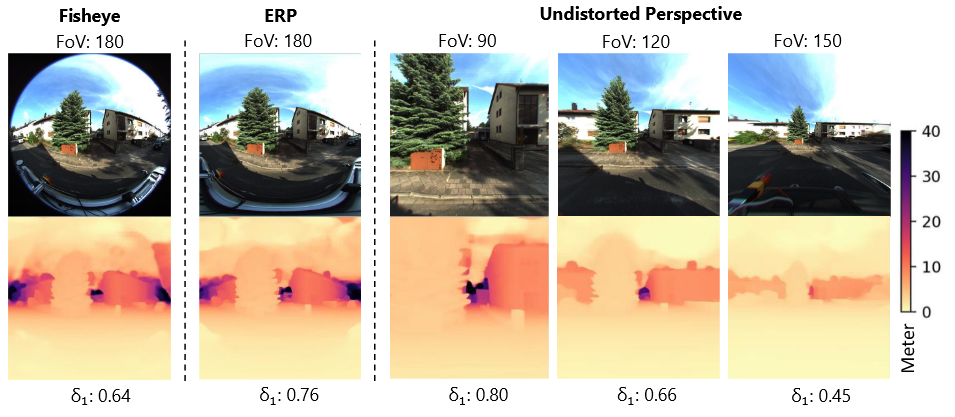 Fisheye ERP Undistorted Perspective
FoV: 180 FoV: 180 FoV: 90 FoV: 120 FoV: 150
40
30
20
10
0
Meter
δ₁: 0.64 δ₁: 0.76 δ₁: 0.80 δ₁: 0.66 δ₁: 0.45